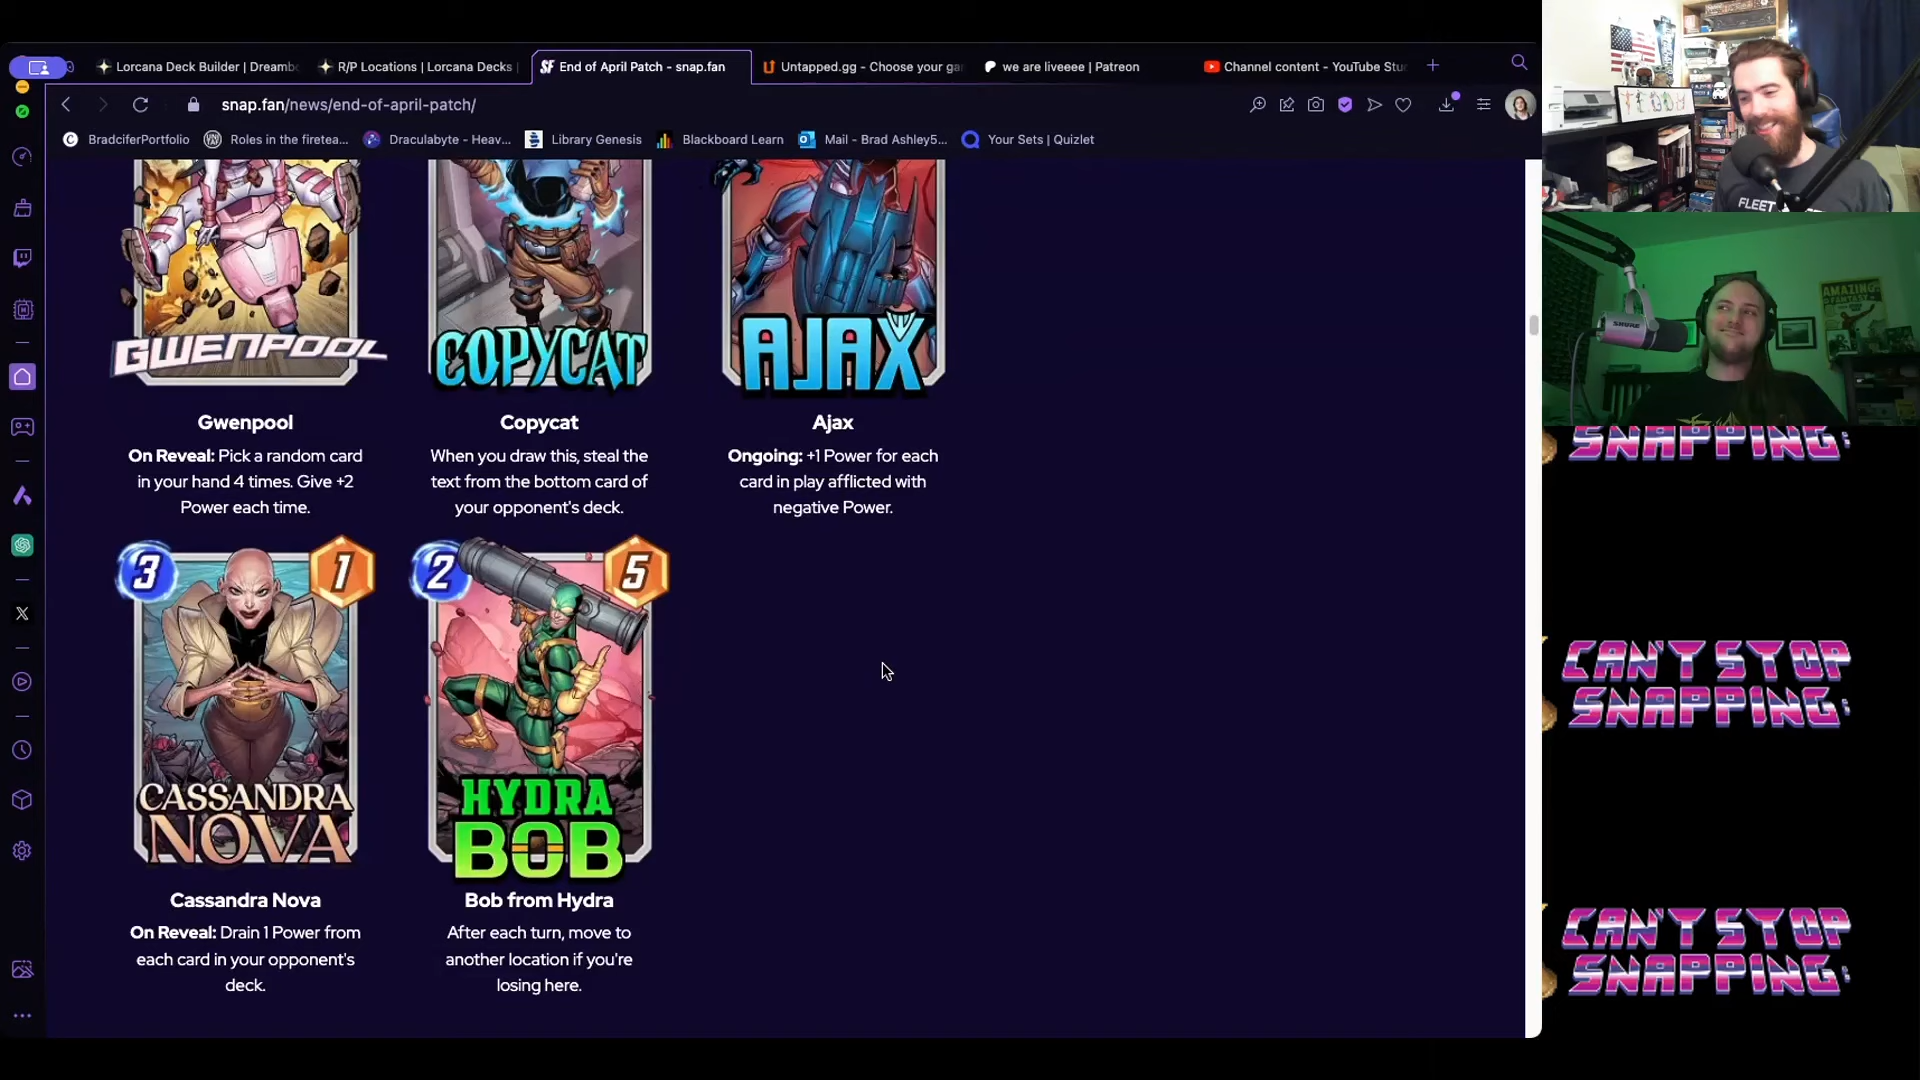 Lorcana Deck Builder | Dreamb
R/P Locations | Lorcana Decks
End of April Patch - snap.fan
Untapped.gg - Choose your ga
we are liveeee | Patreon
Channel content - YouTube Stu
snap.fan/news/end-of-april-patch/
BradciferPortfolio
Roles in the firetea...
Draculabyte - Heav...
Library Genesis
Blackboard Learn
Mail - Brad Ashley5...
Your Sets | Quizlet
GWENPOOL
COPYCAT
AJAX
Gwenpool
On Reveal: Pick a random card
in your hand 4 times. Give +2
Power each time.
Copycat
When you draw this, steal the
text from the bottom card of
your opponent's deck.
Ajax
Ongoing: +1 Power for each
card in play afflicted with
negative Power.
3
1
CASSANDRA
NOVA
2
5
HYDRA
BOB
Cassandra Nova
On Reveal: Drain 1 Power from
each card in your opponent's
deck.
Bob from Hydra
After each turn, move to
another location if you're
losing here.
FLEET
AMAZING
FANTASY
SHURE
SNAPPING:
CAN'T STOP
SNAPPING:
CAN'T STOP
SNAPPING: